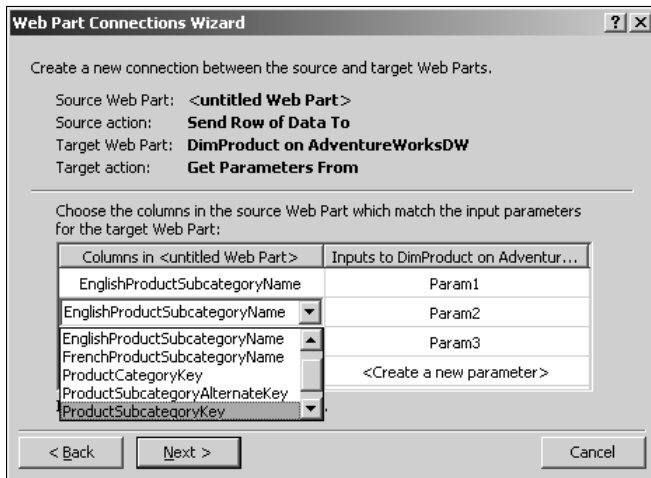 Web Part Connections Wizard
Create a new connection between the source and target Web Parts.
Source Web Part: <untitled Web Part>
Source action: Send Row of Data To
Target Web Part: DimProduct on AdventureWorksDW
Target action: Get Parameters From
Choose the columns in the source Web Part which match the input parameters
for the target Web Part:
Columns in <untitled Web Part> Inputs to DimProduct on Adventur...
EnglishProductSubcategoryName Param1
EnglishProductSubcategoryName Param2
EnglishProductSubcategoryName Param3
FrenchProductSubcategoryName
ProductCategoryKey <Create a new parameter>
ProductSubcategoryAlternateKey
ProductSubcategoryKey
< Back Next > Cancel